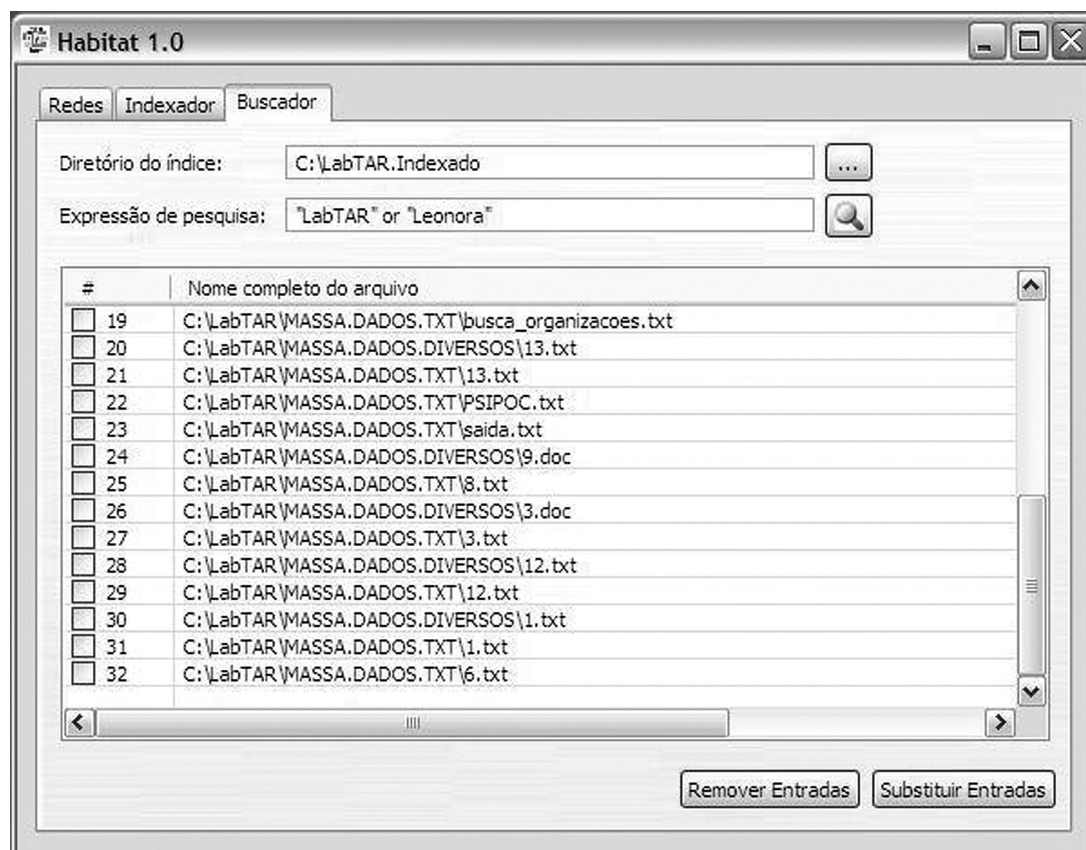 Habitat 1.0
Redes Indexador Buscador
Diretório do índice: C:\LabTAR.Indexado ...
Expressão de pesquisa: "LabTAR" or "Leonora"
# Nome completo do arquivo
19 C:\LabTAR\MASSA.DADOS.TXT\busca_organizacoes.txt
20 C:\LabTAR\MASSA.DADOS.DIVERSOS\13.txt
21 C:\LabTAR\MASSA.DADOS.TXT\13.txt
22 C:\LabTAR\MASSA.DADOS.TXT\PSIPOC.txt
23 C:\LabTAR\MASSA.DADOS.TXT\saida.txt
24 C:\LabTAR\MASSA.DADOS.DIVERSOS\9.doc
25 C:\LabTAR\MASSA.DADOS.TXT\8.txt
26 C:\LabTAR\MASSA.DADOS.DIVERSOS\3.doc
27 C:\LabTAR\MASSA.DADOS.TXT\3.txt
28 C:\LabTAR\MASSA.DADOS.DIVERSOS\12.txt
29 C:\LabTAR\MASSA.DADOS.TXT\12.txt
30 C:\LabTAR\MASSA.DADOS.DIVERSOS\1.txt
31 C:\LabTAR\MASSA.DADOS.TXT\1.txt
32 C:\LabTAR\MASSA.DADOS.TXT\6.txt
Remover Entradas Substituir Entradas